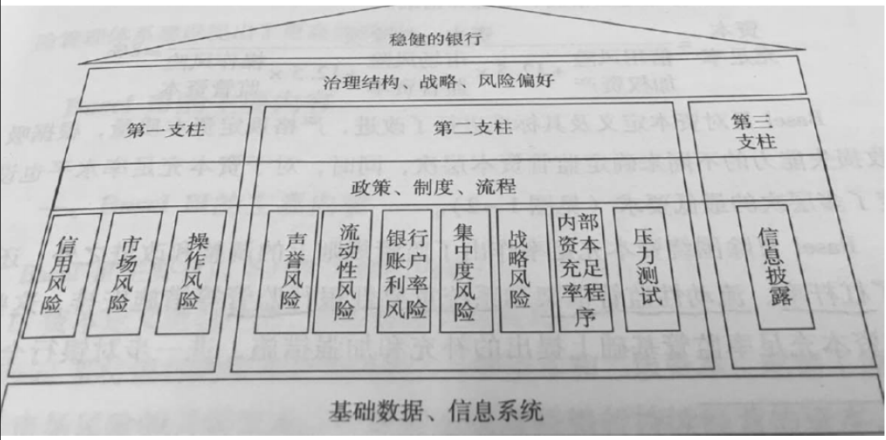 稳健的银行
治理结构、战略、风险偏好
第一支柱
第二支柱
第三
支柱
政策、制度、流程
信用风险
市场风险
操作风险
声誉风险
流动性风险
银行
账户
利率
风险
集中度风险
战略风险
内部
资本
充足
率程
序
压力测试
信息披露
基础数据、信息系统